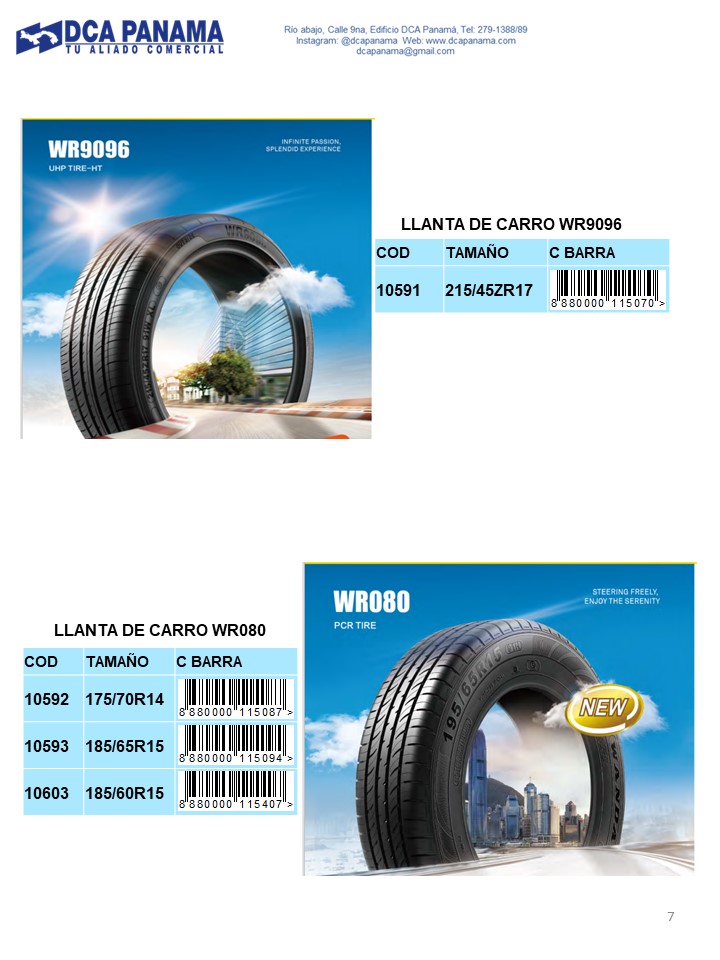 DCA PANAMA
TU ALIADO COMERCIAL
Río abajo, Calle 9na, Edificio DCA Panamá, Tel: 279-1388/89
Instagram: @dcapanama Web: www.dcapanama.com
dcapanama@gmail.com
WR9096
UHP TIRE-HT
INFINITE PASSION,
SPLENDID EXPERIENCE
LLANTA DE CARRO WR9096
COD TAMAÑO C BARRA
10591 215/45ZR17
8 880000 115070 >
LLANTA DE CARRO WR080
COD TAMAÑO C BARRA
10592 175/70R14
8 880000 115087 >
10593 185/65R15
8 880000 115094 >
10603 185/60R15
8 880000 115407 >
WR080
PCR TIRE
STEERING FREELY,
ENJOY THE SERENITY
195/65R15
NEW
WANDA
7